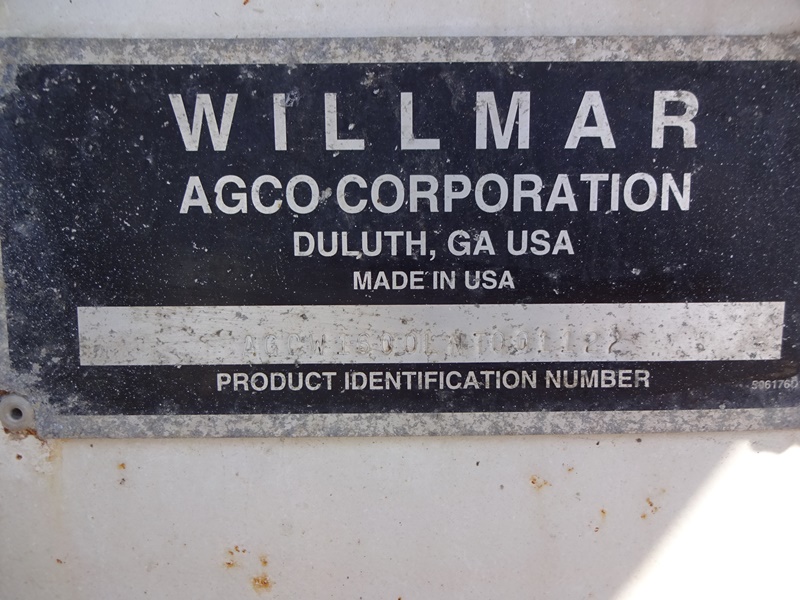 WILLMAR
AGCO CORPORATION
DULUTH, GA USA
MADE IN USA
PRODUCT IDENTIFICATION NUMBER